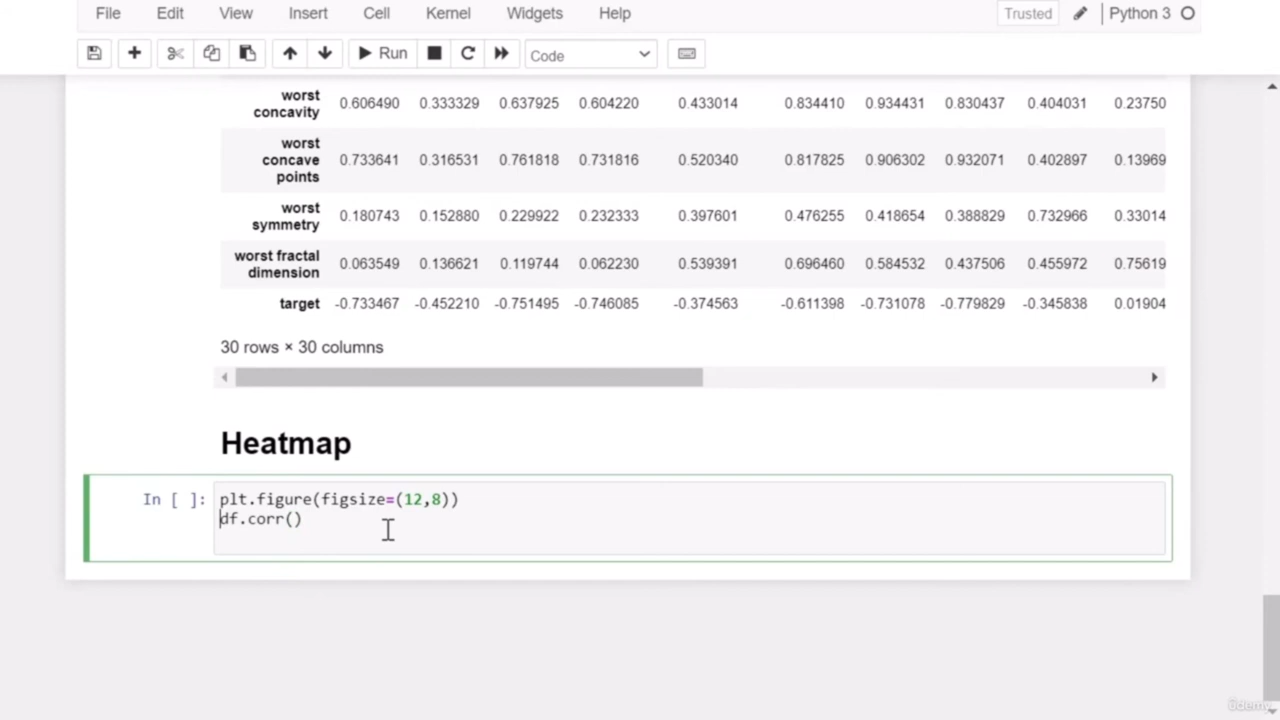 File Edit View Insert Cell Kernel Widgets Help Trusted Python 3
Run Code
worst concavity 0.606490 0.333329 0.637925 0.604220 0.433014 0.834410 0.934431 0.830437 0.404031 0.23750
worst concave points 0.733641 0.316531 0.761818 0.731816 0.520340 0.817825 0.906302 0.932071 0.402897 0.13969
worst symmetry 0.180743 0.152880 0.229922 0.232333 0.397601 0.476255 0.418654 0.388829 0.732966 0.33014
worst fractal dimension 0.063549 0.136621 0.119744 0.062230 0.539391 0.696460 0.584532 0.437506 0.455972 0.75619
target -0.733467 -0.452210 -0.751495 -0.746085 -0.374563 -0.611398 -0.731078 -0.779829 -0.345838 0.01904
30 rows × 30 columns
Heatmap
In [ ]: plt.figure(figsize=(12,8))
df.corr()
ûdemy